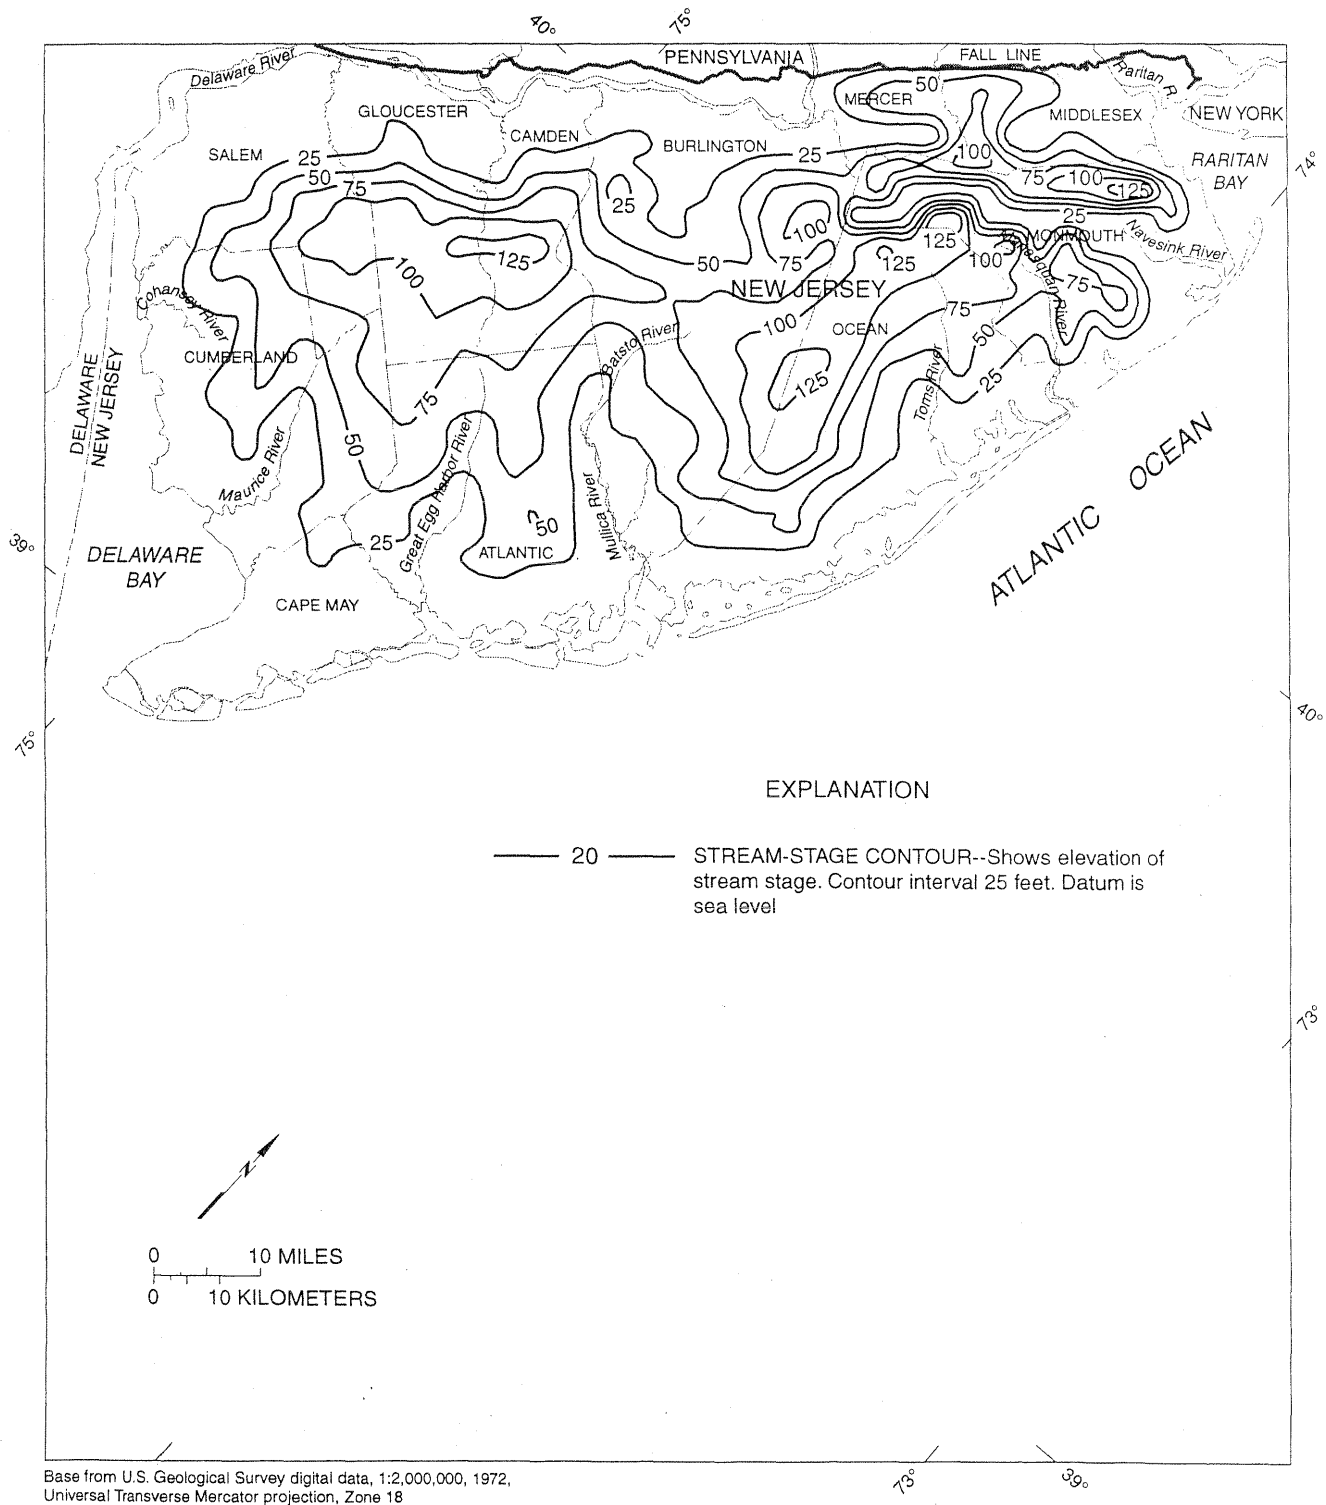 40° 75°
PENNSYLVANIA FALL LINE
Delaware River Raritan R.
50
MERCER
GLOUCESTER MIDDLESEX NEW YORK
CAMDEN
BURLINGTON
SALEM 25 25 100 RARITAN
BAY 74°
50 75 75 100 125
25 25
100 125 MONMOUTH Navesink River
125 50 75 125 100 Manasquan River
100 NEW JERSEY 75
Cohansey River 100 OCEAN 75
CUMBERLAND Batsto River 50
DELAWARE
NEW JERSEY
125 Toms River 25
75
50
Maurice River Great Egg Harbor River Mullica River
ATLANTIC OCEAN
50
39° 25 ATLANTIC
DELAWARE
BAY
CAPE MAY
75° 40°
EXPLANATION
20 STREAM-STAGE CONTOUR--Shows elevation of
stream stage. Contour interval 25 feet. Datum is
sea level
73°
N
0 10 MILES
0 10 KILOMETERS
73° 39°
Base from U.S. Geological Survey digital data, 1:2,000,000, 1972,
Universal Transverse Mercator projection, Zone 18